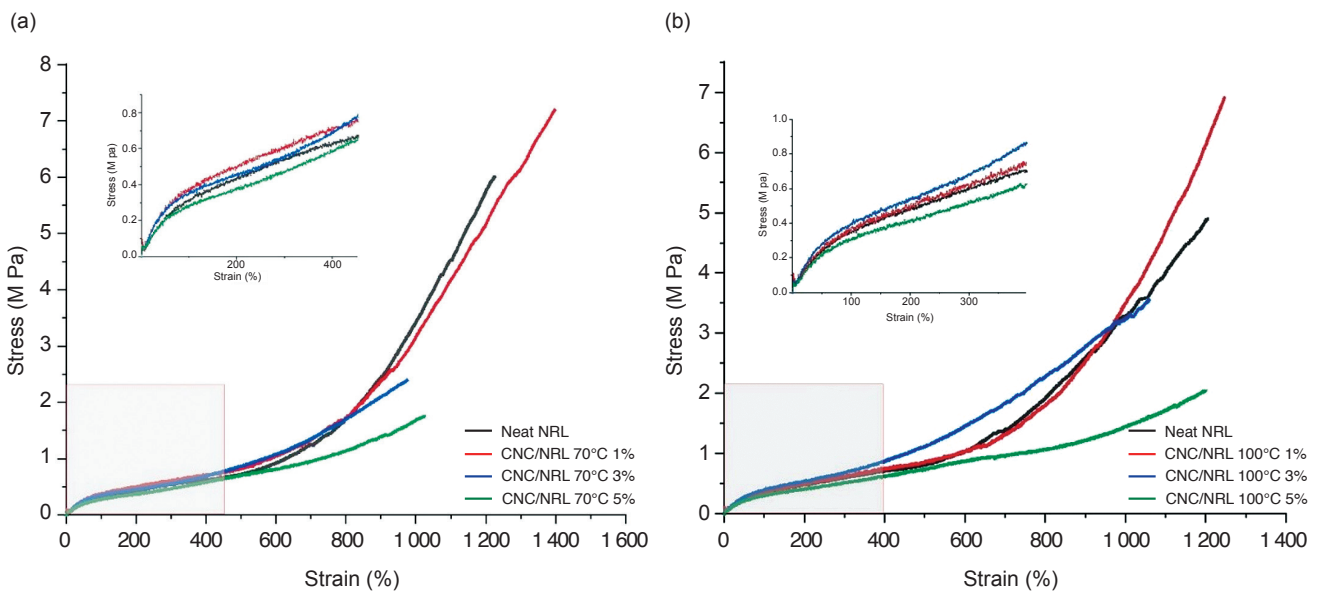 (a)
8
7
6
5
4
3
2
1
0
Stress (M Pa)
0 200 400 600 800 1 000 1 200 1 400 1 600
Strain (%)
0.8
0.6
0.4
0.2
0.0
Stress (M pa)
200 400
Strain (%)
Neat NRL
CNC/NRL 70°C 1%
CNC/NRL 70°C 3%
CNC/NRL 70°C 5%
(b)
7
6
5
4
3
2
1
0
Stress (M Pa)
0 200 400 600 800 1 000 1 200 1 400
Strain (%)
1.0
0.8
0.6
0.4
0.2
0.0
Stress (M pa)
100 200 300
Strain (%)
Neat NRL
CNC/NRL 100°C 1%
CNC/NRL 100°C 3%
CNC/NRL 100°C 5%